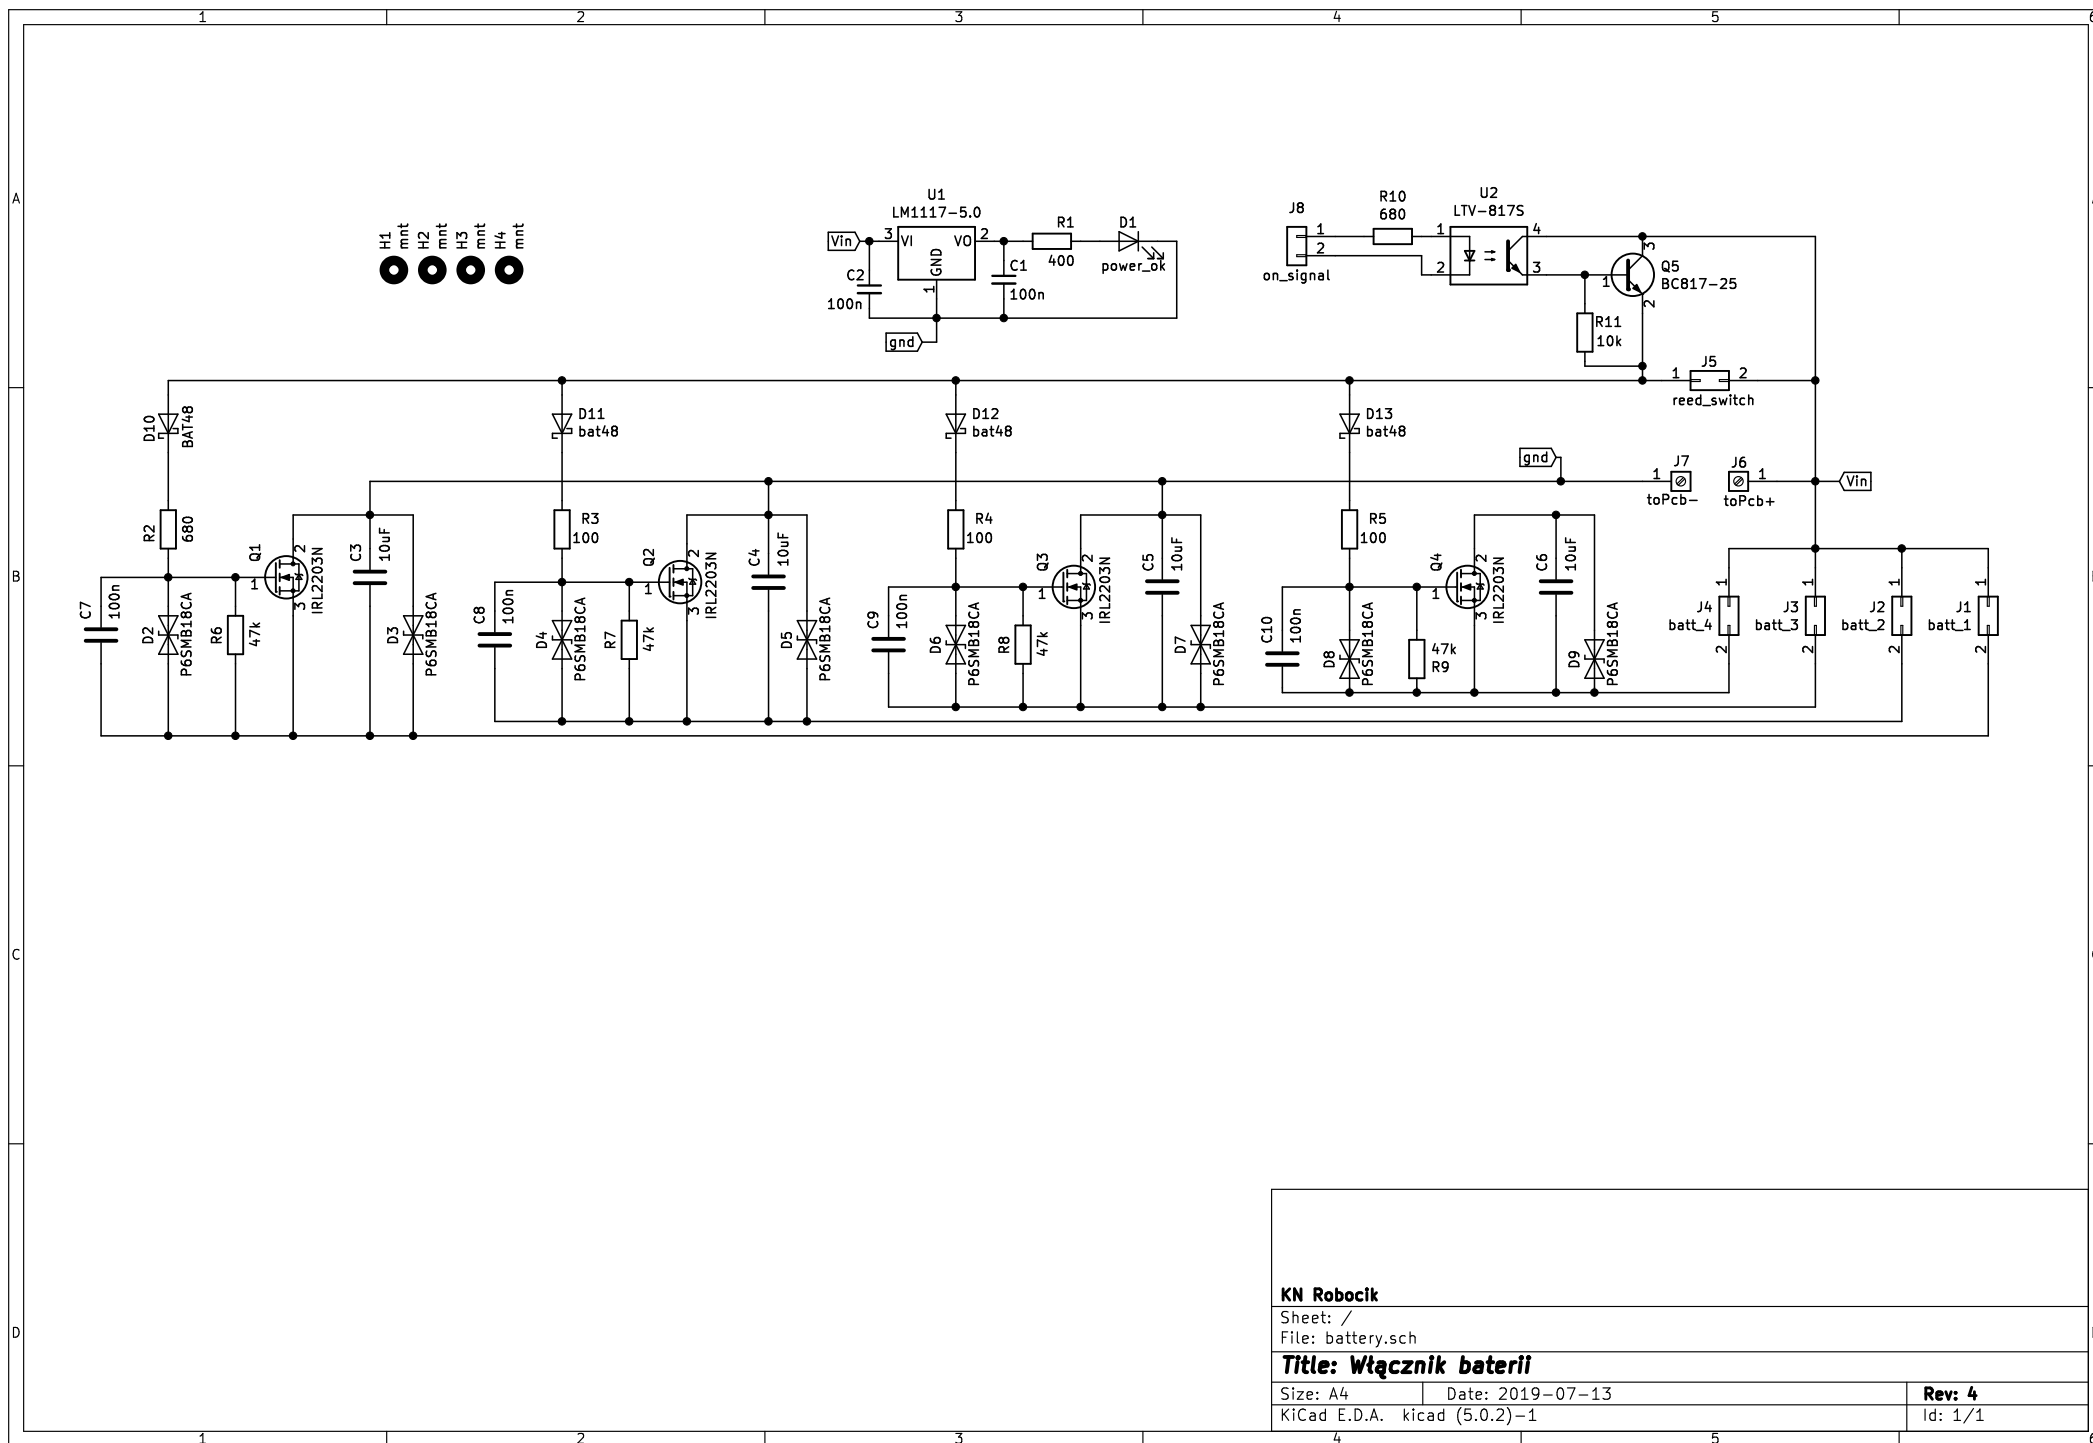 1 2 3 4 5 6
A
B
C
D
H1 mnt
H2 mnt
H3 mnt
H4 mnt
U1
LM1117-5.0
Vin
3 VI VO 2
GND
1
C2
100n
C1
100n
R1
400
D1
power_ok
gnd
J8
1
2
on_signal
R10
680
U2
LTV-817S
1 4
2 3
3
Q5
BC817-25
1
2
R11
10k
1 J5 2
reed_switch
D10
BAT48
D11
bat48
D12
bat48
D13
bat48
gnd
1 J7
toPcb-
J6 1
toPcb+
Vin
R2
680
R3
100
R4
100
R5
100
Q1
IRL2203N
1
2
3
C3
10uF
Q2
IRL2203N
1
2
3
C4
10uF
Q3
IRL2203N
1
2
3
C5
10uF
Q4
IRL2203N
1
2
3
C6
10uF
C7
100n
D2
P6SMB18CA
R6
47k
D3
P6SMB18CA
C8
100n
D4
P6SMB18CA
R7
47k
D5
P6SMB18CA
C9
100n
D6
P6SMB18CA
R8
47k
D7
P6SMB18CA
C10
100n
D8
P6SMB18CA
47k
R9
D9
P6SMB18CA
1
J4
batt_4
2
1
J3
batt_3
2
1
J2
batt_2
2
1
J1
batt_1
2
KN Robocik
Sheet: /
File: battery.sch
Title: Włącznik baterii
Size: A4 Date: 2019-07-13 Rev: 4
KiCad E.D.A. kicad (5.0.2)-1 Id: 1/1
1 2 3 4 5 6